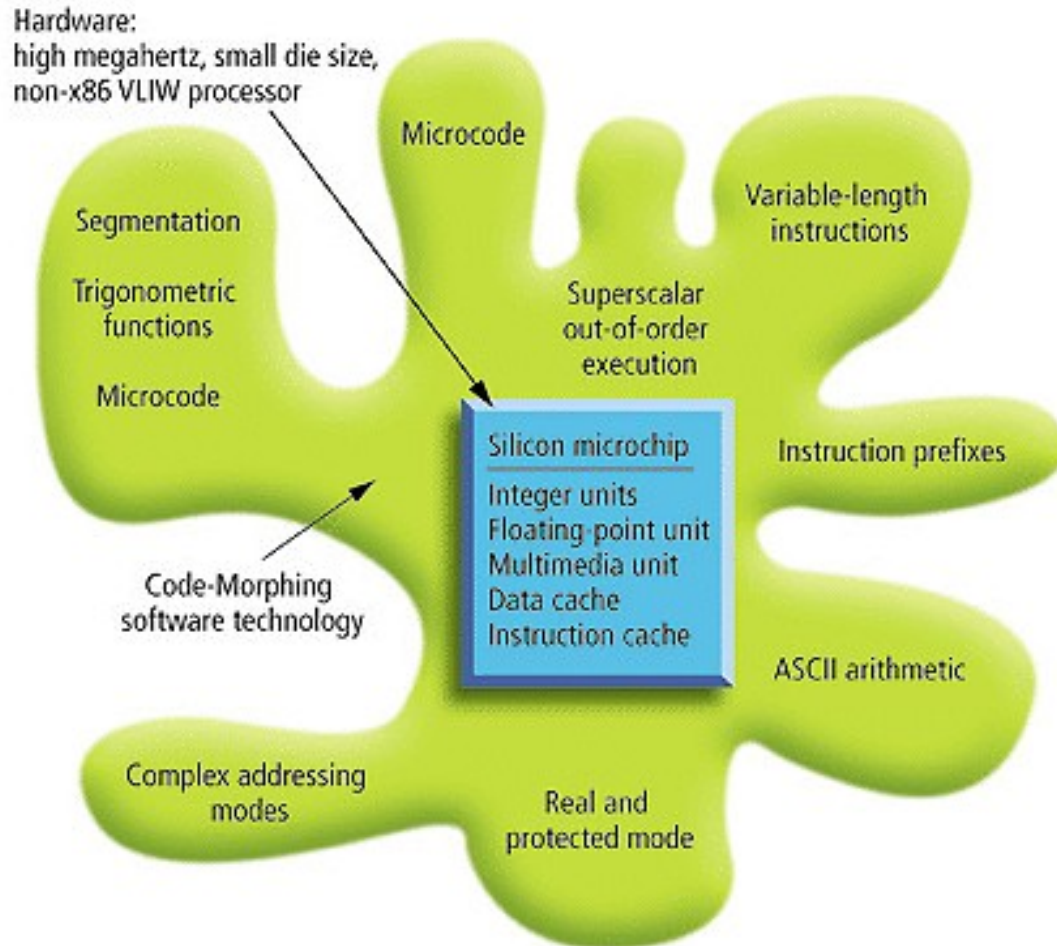 Hardware:
high megahertz, small die size,
non-x86 VLIW processor
Microcode
Segmentation
Trigonometric
functions
Microcode
Variable-length
instructions
Superscalar
out-of-order
execution
Silicon microchip
Integer units
Floating-point unit
Multimedia unit
Data cache
Instruction cache
Instruction prefixes
Code-Morphing
software technology
ASCII arithmetic
Complex addressing
modes
Real and
protected mode